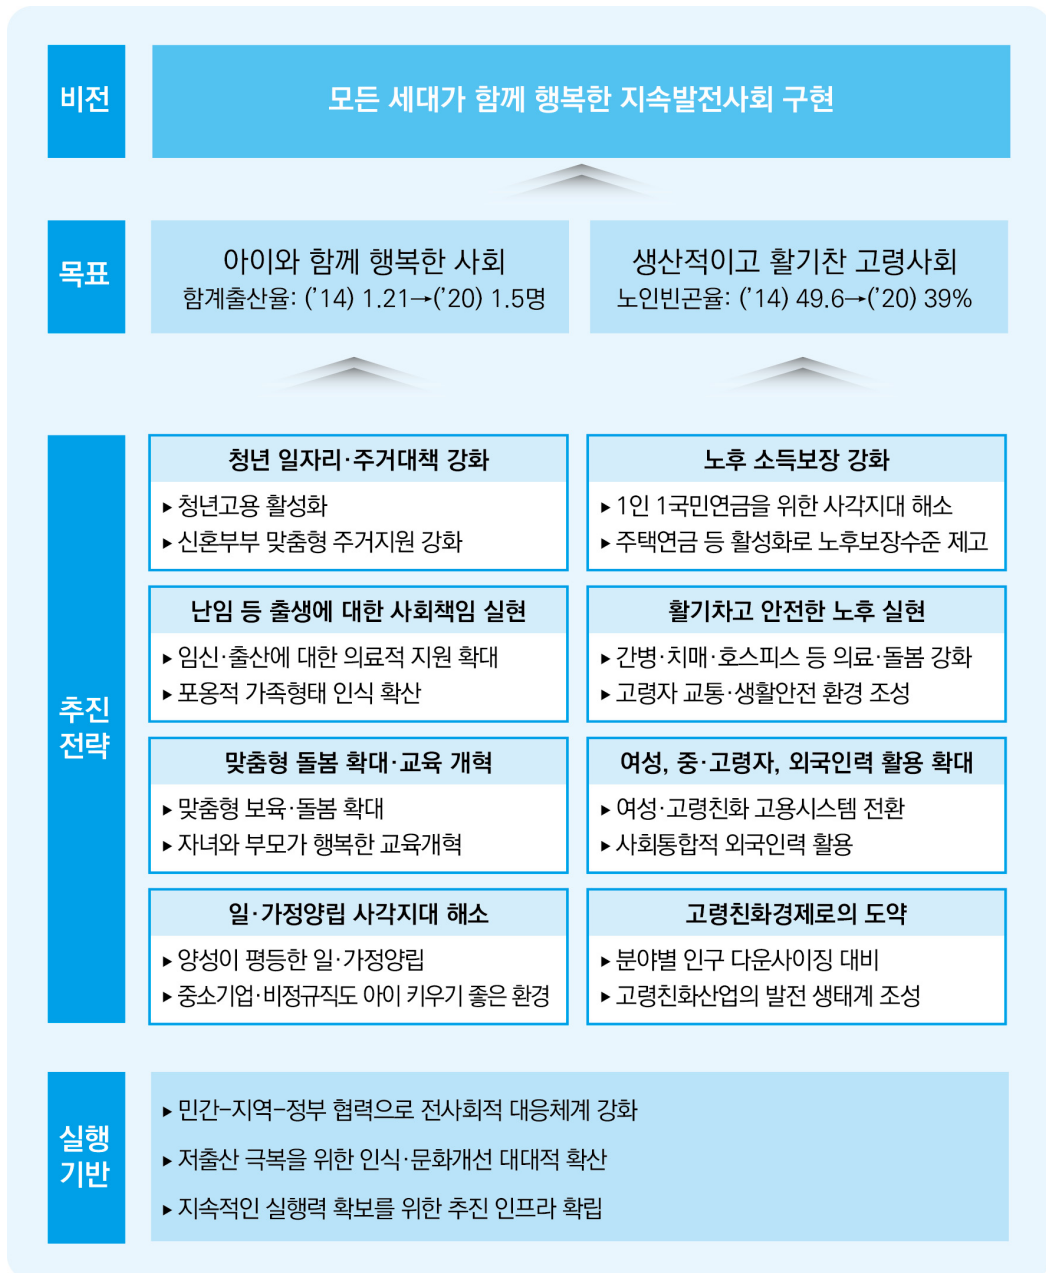 비전
모든 세대가 함께 행복한 지속발전사회 구현
목표
아이와 함께 행복한 사회
함계출산율: (’14) 1.21→(’20) 1.5명
생산적이고 활기찬 고령사회
노인빈곤율: (’14) 49.6→(’20) 39%
추진
전략
청년 일자리·주거대책 강화
▸청년고용 활성화
▸신혼부부 맞춤형 주거지원 강화
노후 소득보장 강화
▸1인 1국민연금을 위한 사각지대 해소
▸주택연금 등 활성화로 노후보장수준 제고
난임 등 출생에 대한 사회책임 실현
▸임신·출산에 대한 의료적 지원 확대
▸포용적 가족형태 인식 확산
활기차고 안전한 노후 실현
▸간병·치매·호스피스 등 의료·돌봄 강화
▸고령자 교통·생활안전 환경 조성
맞춤형 돌봄 확대·교육 개혁
▸맞춤형 보육·돌봄 확대
▸자녀와 부모가 행복한 교육개혁
여성, 중·고령자, 외국인력 활용 확대
▸여성·고령친화 고용시스템 전환
▸사회통합적 외국인력 활용
일·가정양립 사각지대 해소
▸양성이 평등한 일·가정양립
▸중소기업·비정규직도 아이 키우기 좋은 환경
고령친화경제로의 도약
▸분야별 인구 다운사이징 대비
▸고령친화산업의 발전 생태계 조성
실행
기반
▸민간-지역-정부 협력으로 전사회적 대응체계 강화
▸저출산 극복을 위한 인식·문화개선 대대적 확산
▸지속적인 실행력 확보를 위한 추진 인프라 확립